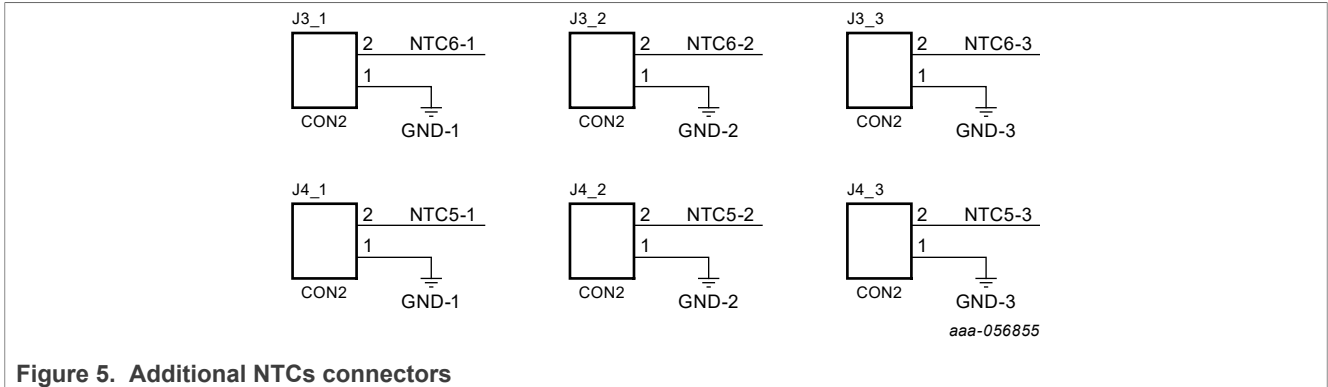 J3_1 J3_2 J3_3
2 NTC6-1 2 NTC6-2 2 NTC6-3
1 1 1
CON2 GND-1 CON2 GND-2 CON2 GND-3
J4_1 J4_2 J4_3
2 NTC5-1 2 NTC5-2 2 NTC5-3
1 1 1
CON2 GND-1 CON2 GND-2 CON2 GND-3
aaa-056855
Figure 5. Additional NTCs connectors